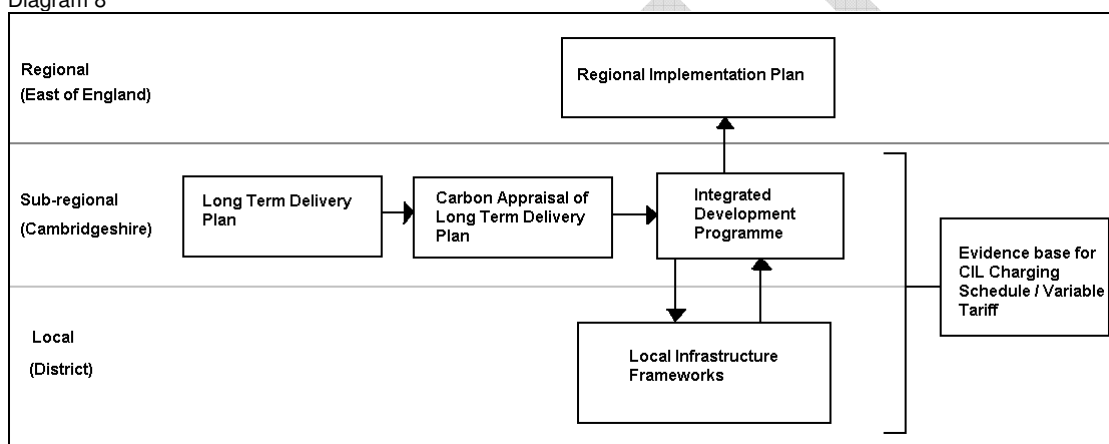 Diagram 8
Regional
(East of England)
Regional Implementation Plan
Sub-regional
(Cambridgeshire)
Long Term Delivery
Plan
Carbon Appraisal of
Long Term Delivery
Plan
Integrated
Development
Programme
Evidence base for
CIL Charging
Schedule / Variable
Tariff
Local
(District)
Local Infrastructure
Frameworks